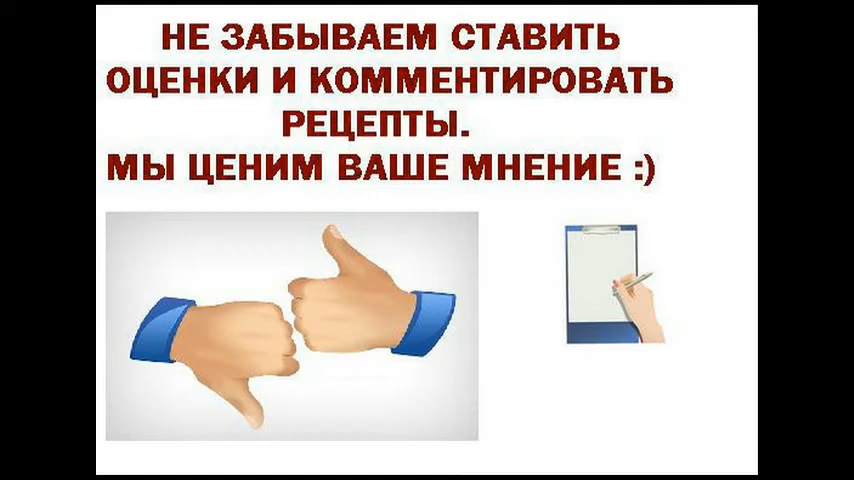 НЕ ЗАБЫВАЕМ СТАВИТЬ
ОЦЕНКИ И КОММЕНТИРОВАТЬ
РЕЦЕПТЫ.
МЫ ЦЕНИМ ВАШЕ МНЕНИЕ :)